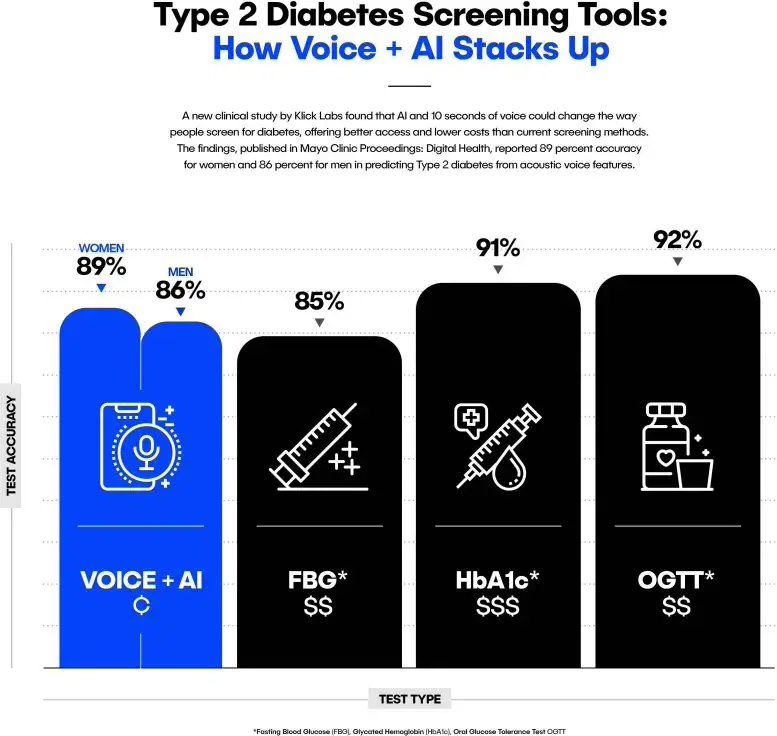 Type 2 Diabetes Screening Tools:
How Voice + AI Stacks Up
A new clinical study by Klick Labs found that AI and 10 seconds of voice could change the way
people screen for diabetes, offering better access and lower costs than current screening methods.
The findings, published in Mayo Clinic Proceedings: Digital Health, reported 89 percent accuracy
for women and 86 percent for men in predicting Type 2 diabetes from acoustic voice features.
WOMEN
89%
MEN
86%
85%
91%
92%
TEST ACCURACY
VOICE + AI
¢
FBG*
$$
HbA1c*
$$$
OGTT*
$$
TEST TYPE
*Fasting Blood Glucose (FBG), Glycated Hemoglobin (HbA1c), Oral Glucose Tolerance Test OGTT